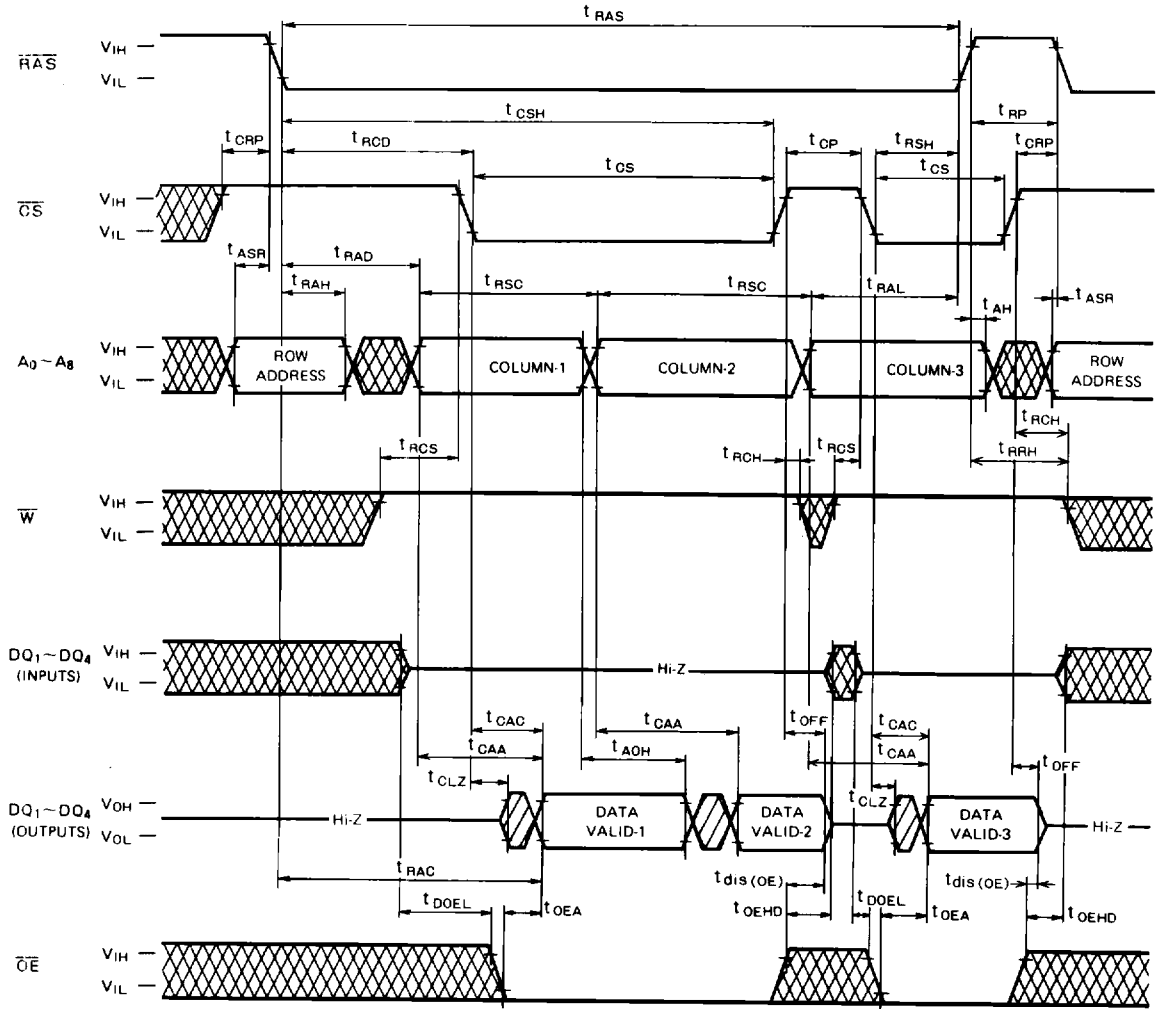 tRAS
RAS
VIH
VIL
tCSH
tRP
tCRP
tRCD
tCP
tRSH
tCRP
tCS
tCS
CS
VIH
VIL
tASR
tRAD
tRAH
tRSC
tRSC
tRAL
tAH
tASR
A0~A8
VIH
VIL
ROW
ADDRESS
COLUMN-1
COLUMN-2
COLUMN-3
ROW
ADDRESS
tRCS
tRCH
tRCS
tRCH
tRRH
W
VIH
VIL
DQ1~DQ4
(INPUTS)
VIH
VIL
Hi-Z
tCAC
tCAA
tCAA
tAOH
tOFF
tCAC
tCAA
tOFF
tCLZ
tCLZ
DQ1~DQ4
(OUTPUTS)
VOH
VOL
Hi-Z
DATA
VALID-1
DATA
VALID-2
DATA
VALID-3
Hi-Z
tRAC
tdis(OE)
tdis(OE)
tDOEL
tOEA
tOEHD
tDOEL
tOEA
tOEHD
OE
VIH
VIL